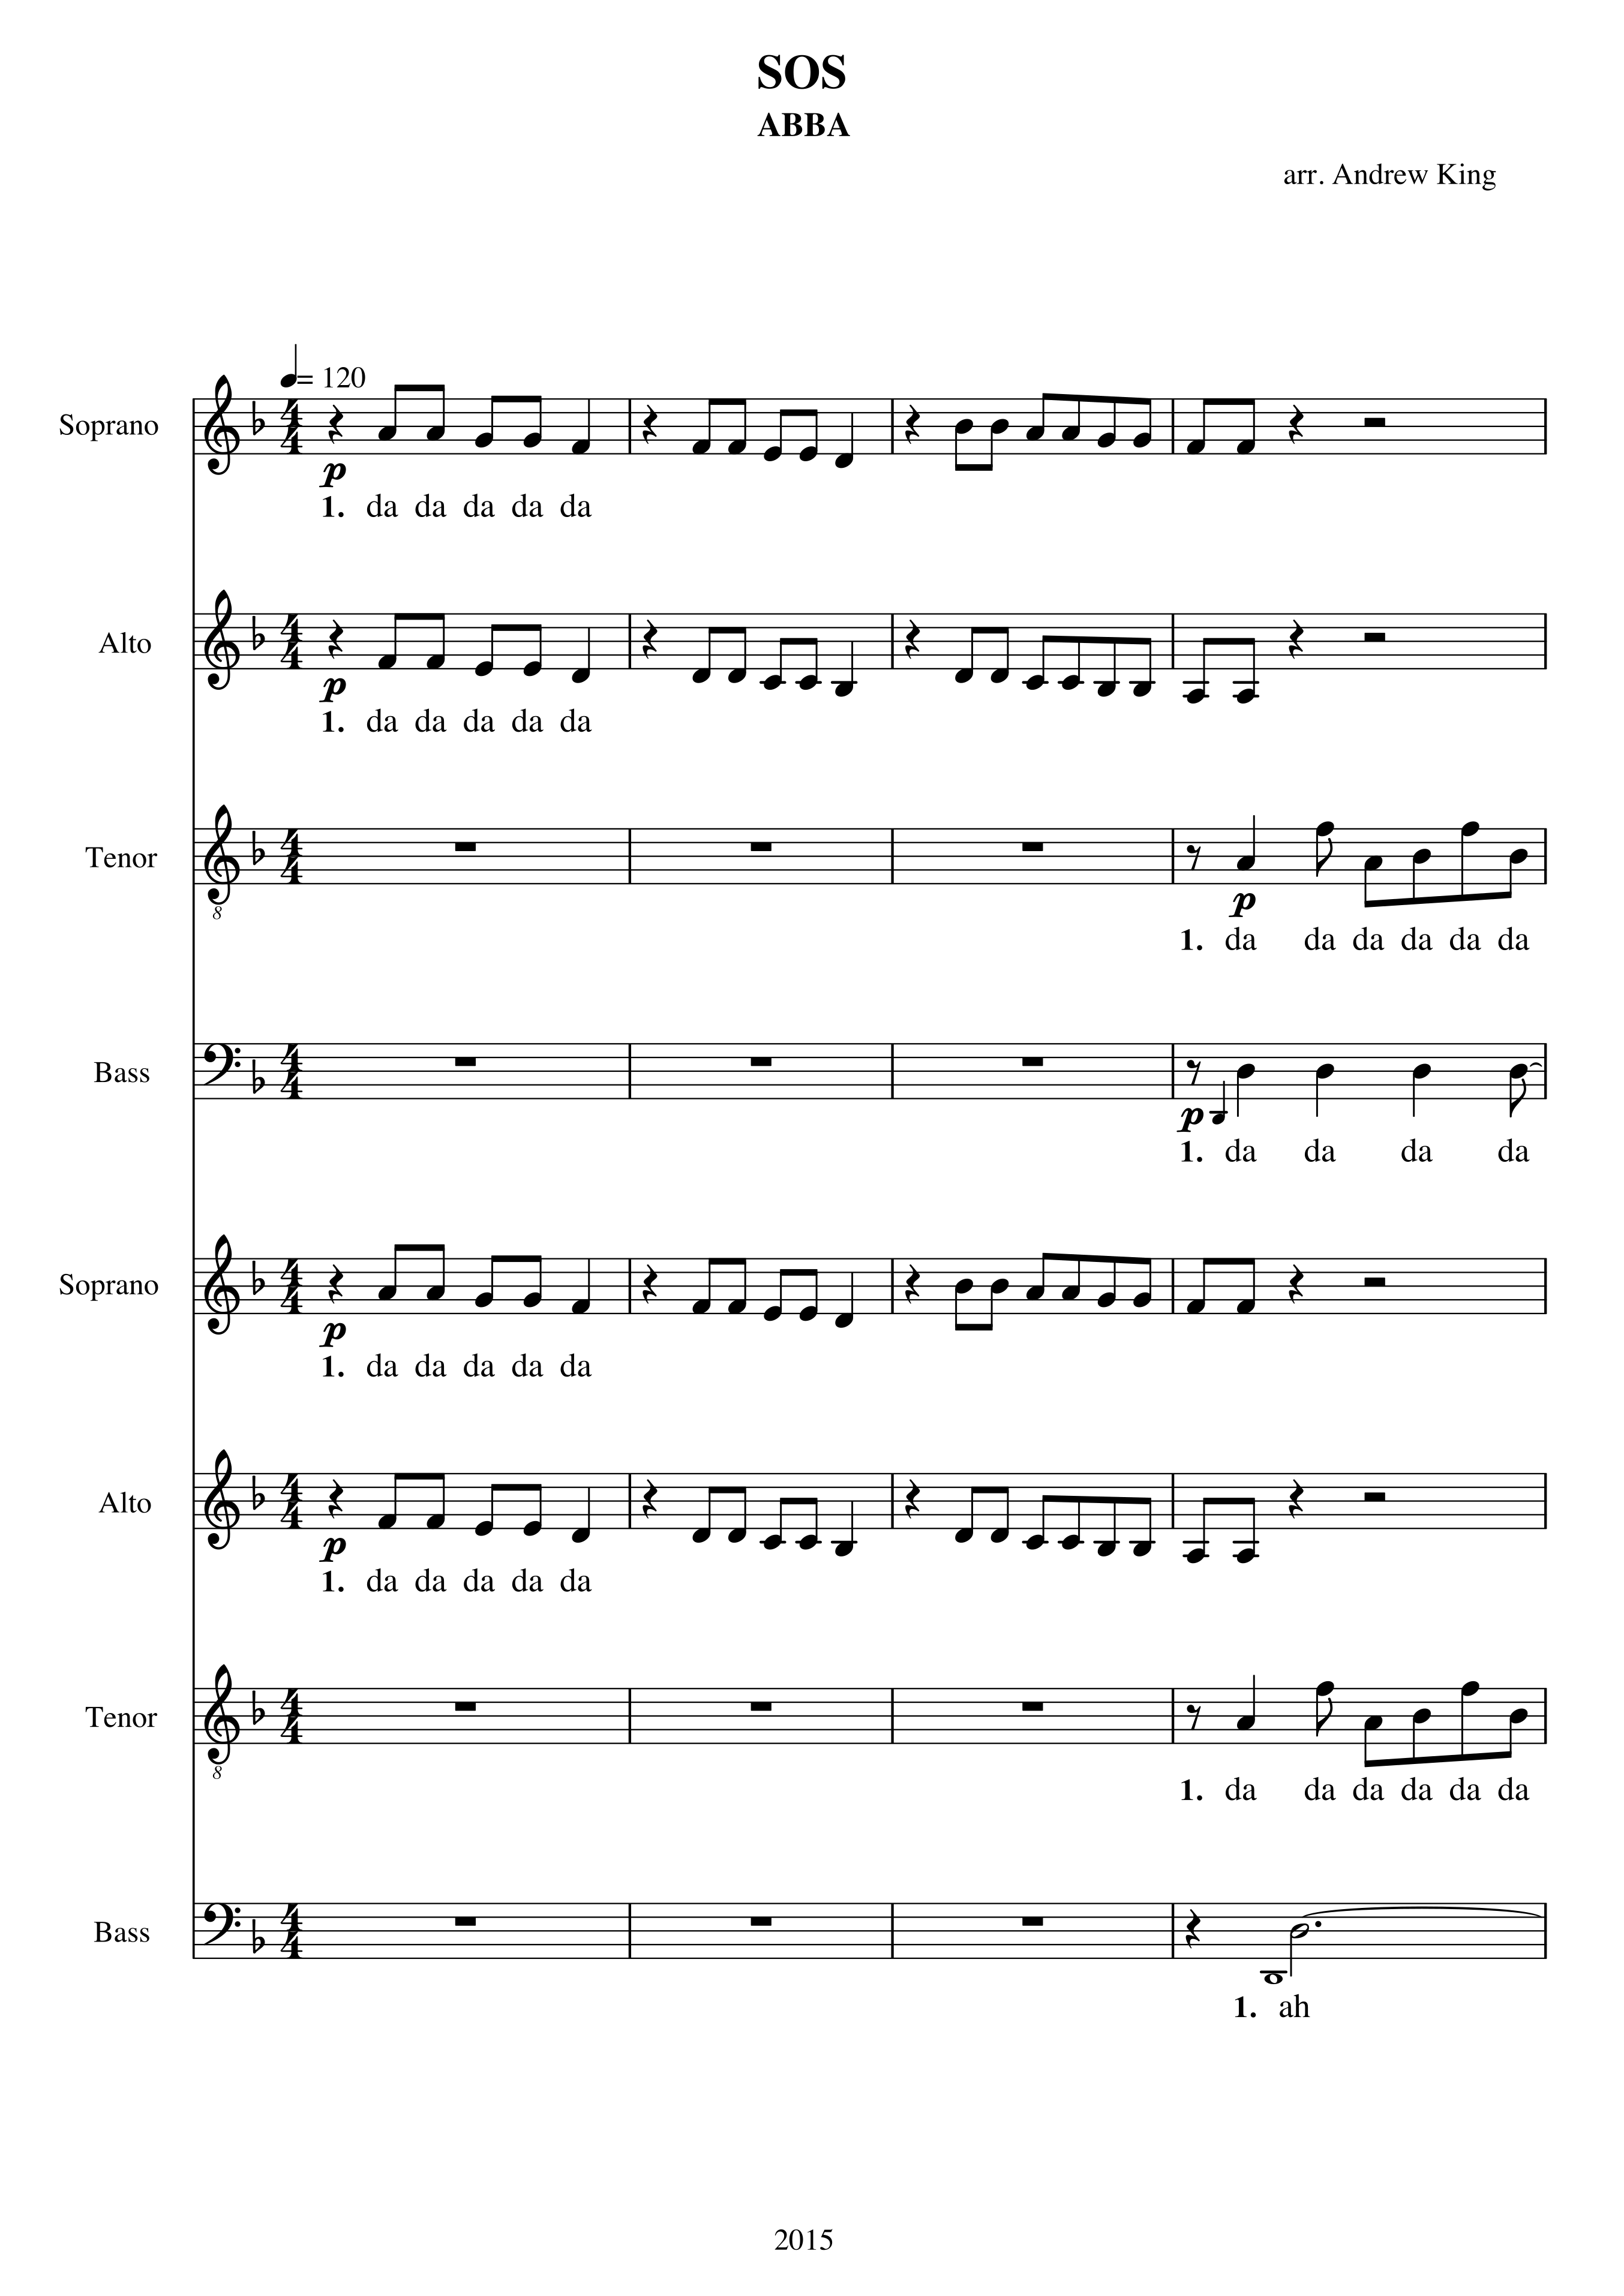 SOS
ABBA
arr. Andrew King
= 120
Soprano
p
1. da da da da da
Alto
p
1. da da da da da
Tenor
8
p
1. da da da da da da
Bass
p
1. da da da da
Soprano
p
1. da da da da da
Alto
p
1. da da da da da
Tenor
8
1. da da da da da da
Bass
1. ah
2015